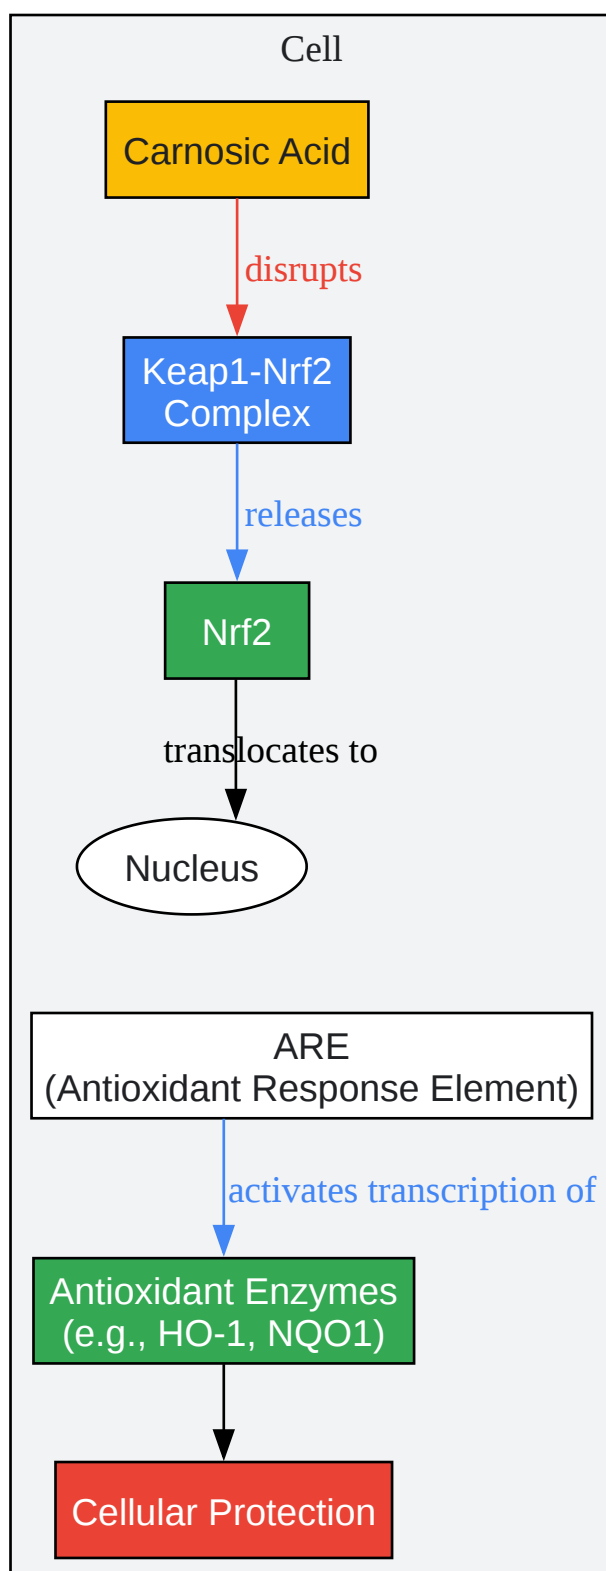 Cell
Carnosic Acid
disrupts
Keap1-Nrf2
Complex
releases
Nrf2
translocates to
Nucleus
ARE
(Antioxidant Response Element)
activates transcription of
Antioxidant Enzymes
(e.g., HO-1, NQO1)
Cellular Protection